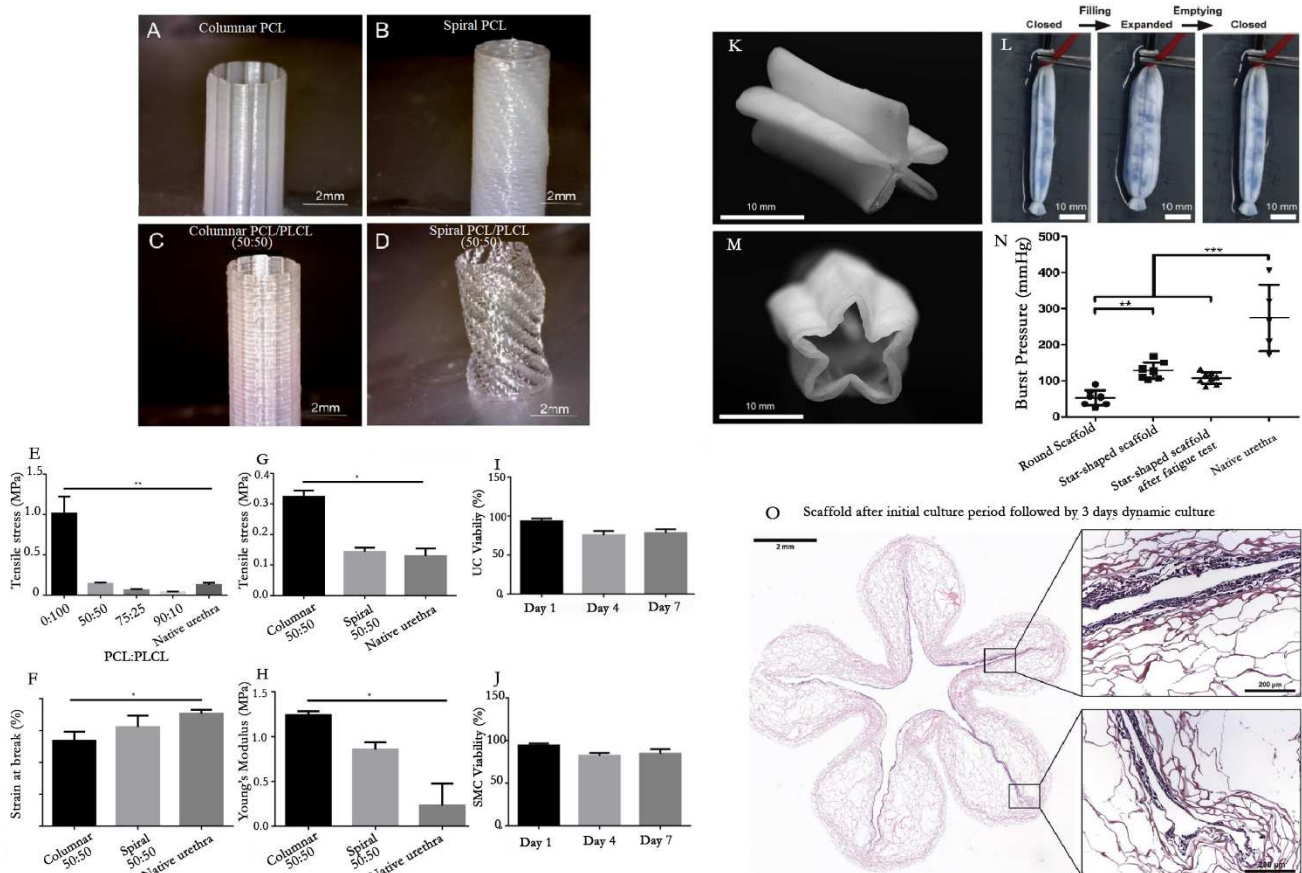 A
Columnar PCL
2mm
B
Spiral PCL
2mm
C
Columnar PCL/PLCL
(50:50)
2mm
D
Spiral PCL/PLCL
(50:50)
2mm
E
Tensile stress (MPa)
1.5
1.0
0.5
0
**
0:100
50:50
75:25
90:10
Native urethra
PCL:PLCL
F
Strain at break (%)
*
Columnar
50:50
Spiral
50:50
Native urethra
G
Tensile stress (MPa)
0.4
0.3
0.2
0.1
0.0
*
Columnar
50:50
Spiral
50:50
Native urethra
H
Young's Modulus (MPa)
1.5
1.0
0.5
0.0
*
Columnar
50:50
Spiral
50:50
Native urethra
I
UC Viabiliy (%)
150
100
50
0
Day 1
Day 4
Day 7
J
SMC Viability (%)
150
100
50
0
Day 1
Day 4
Day 7
K
10 mm
Filling
Emptying
Closed
Expanded
Closed
L
10 mm
10 mm
10 mm
M
10 mm
N
Burst Pressure (mmHg)
500
400
300
200
100
0
***
**
Round Scaffold
Star-shaped scaffold
Star-shaped scaffold
after fatigue test
Native urethra
O
Scaffold after initial culture period followed by 3 days dynamic culture
2 mm
200 µm
200 µm